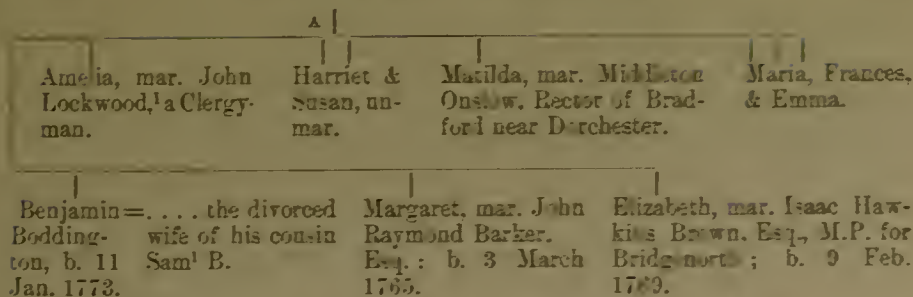 A
Amelia, mar. John
Lockwood,¹ a Clergy-
man.
Harriet &
Susan, un-
mar.
Matilda, mar. Middleton
Onslow, Rector of Brad-
ford near Dorchester.
Maria, Frances,
& Emma.
Benjamin=. . . . the divorced
Bodding- wife of his cousin
ton, b. 11 Samˡ B.
Jan. 1773.
Margaret, mar. John
Raymond Barker,
Esq.: b. 3 March
1765.
Elizabeth, mar. Isaac Haw-
kins Brown, Esq., M.P. for
Bridgenorth; b. 9 Feb.
1769.